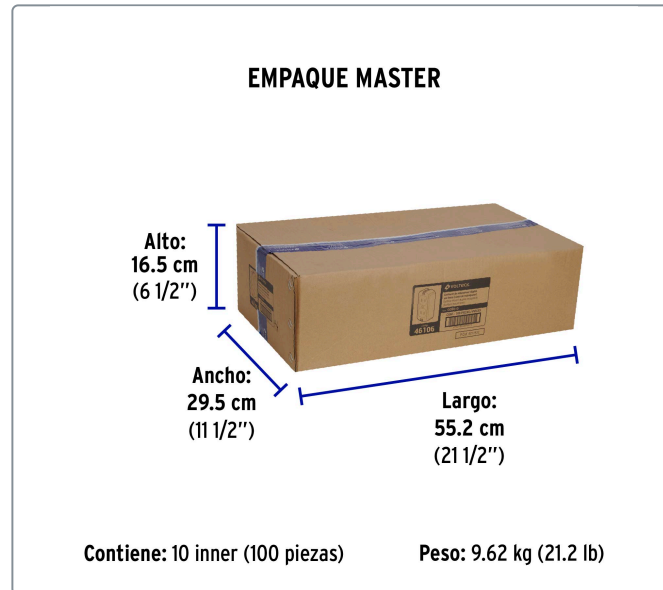 EMPAQUE MASTER
Alto:
16.5 cm
(6 1/2’’)
Ancho:
29.5 cm
(11 1/2’’)
Largo:
55.2 cm
(21 1/2’’)
46106
Contiene: 10 inner (100 piezas)
Peso: 9.62 kg (21.2 lb)